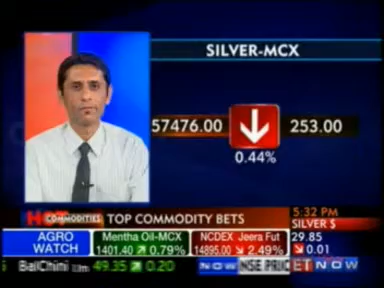 SILVER-MCX
57476.00 253.00
0.44%
COMMODITIES TOP COMMODITY BETS
5:32 PM
SILVER $
29.85
0.01
AGRO WATCH
Mentha Oil-MCX
1401.40 0.79%
NCDEX Jeera Fut
14895.00 2.49%
49.35 0.20
NOW NSE PRIC
ET NOW